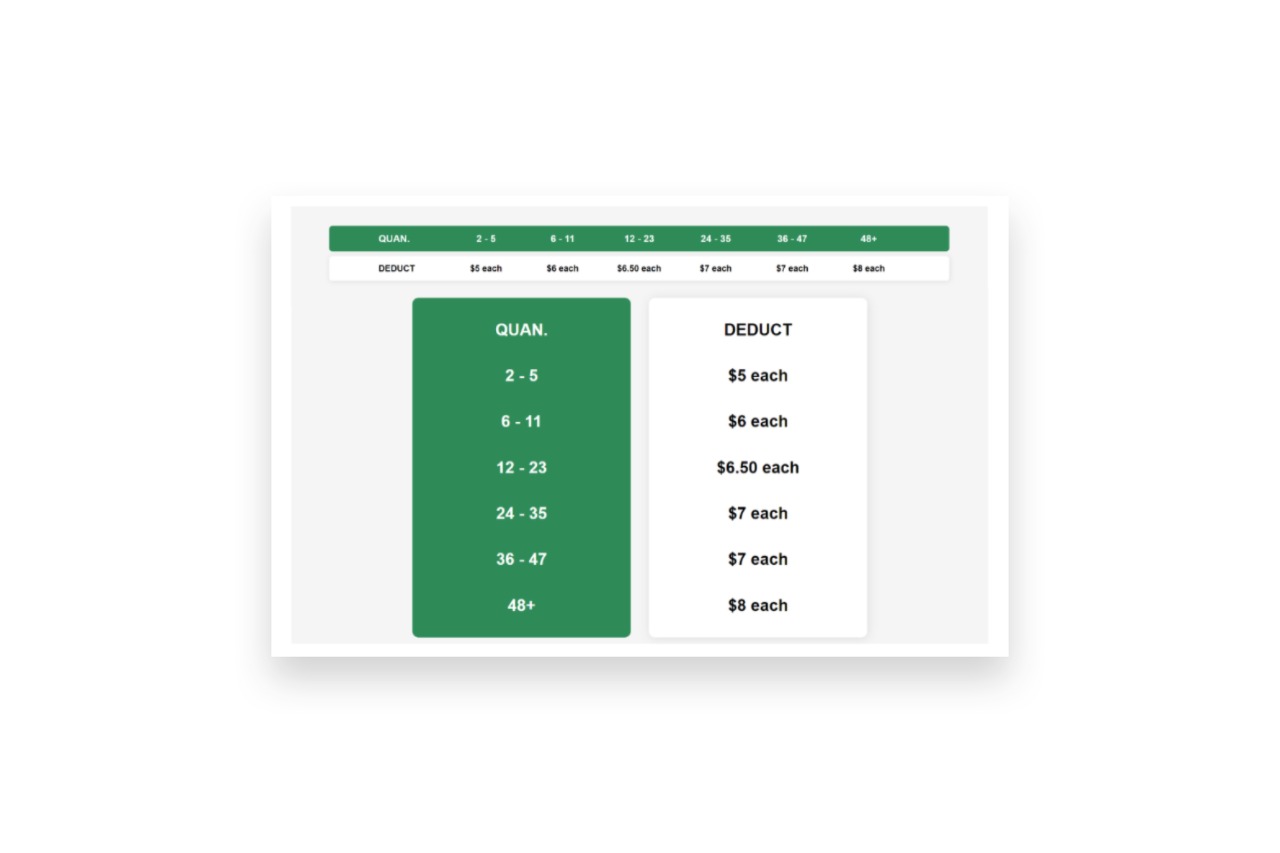 QUAN. 2 - 5 6 - 11 12 - 23 24 - 35 36 - 47 48+
DEDUCT $5 each $6 each $6.50 each $7 each $7 each $8 each
QUAN. DEDUCT
2 - 5 $5 each
6 - 11 $6 each
12 - 23 $6.50 each
24 - 35 $7 each
36 - 47 $7 each
48+ $8 each